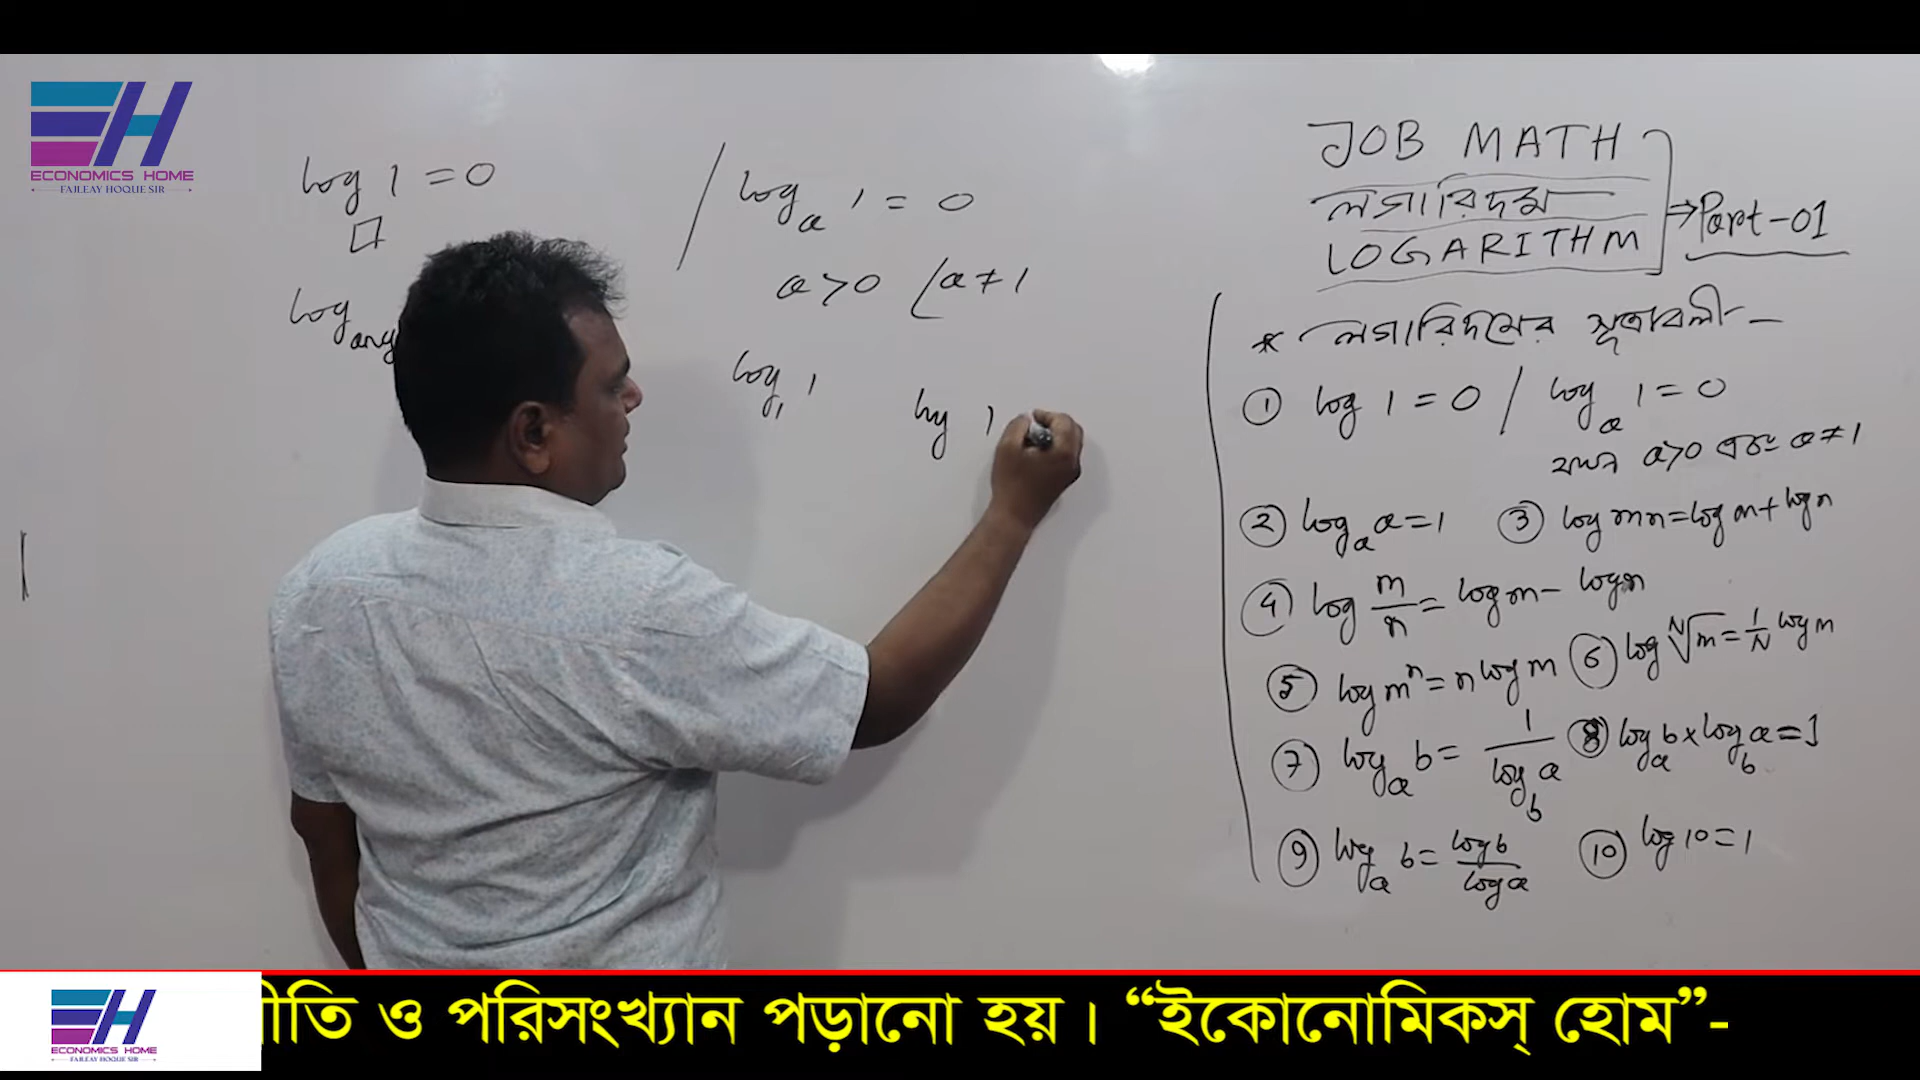 EH
ECONOMICS HOME
FAILEAY HOQUE SIR
log 1 = 0
log any
/ log_a 1 = 0
a > 0 / a ≠ 1
log_1 1
log 1
JOB MATH
লগারিদম
LOGARITHM
→ Part-01
* লগারিদমের সূত্রাবলী —
① log 1 = 0 / log_a 1 = 0
যখন a>0 এবং a≠1
② log_a a = 1 ③ log mn = log m + log n
④ log m/n = log m – log n
⑤ log mⁿ = n log m ⑥ log ᴺ√m = 1/N log m
⑦ log_a b = 1/log_b a ⑧ log_a b × log_b a = 1
⑨ log_a b = log b/log a ⑩ log 10 = 1
ীতি ও পরিসংখ্যান পড়ানো হয়। “ইকোনোমিকস্ হোম”-
EH
ECONOMICS HOME
FAILEAY HOQUE SIR